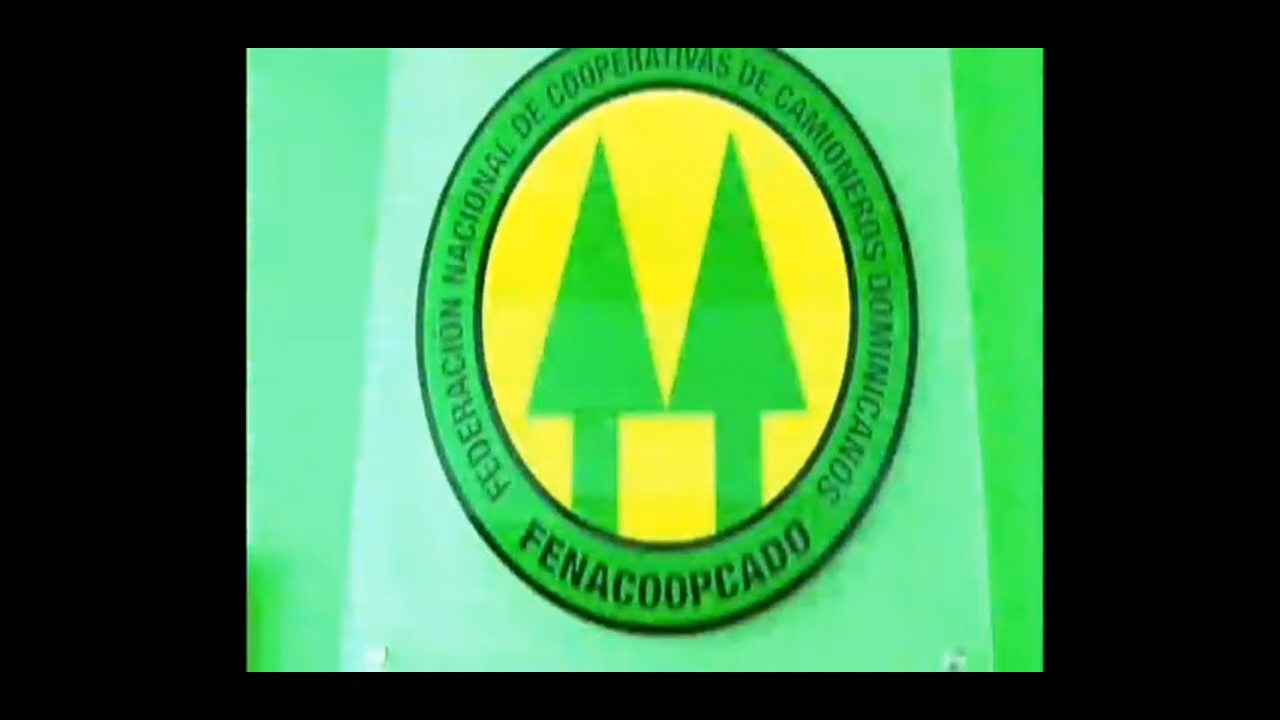 FEDERACIÓN NACIONAL DE COOPERATIVAS DE CAMIONEROS DOMINICANOS
FENACOOPCADO